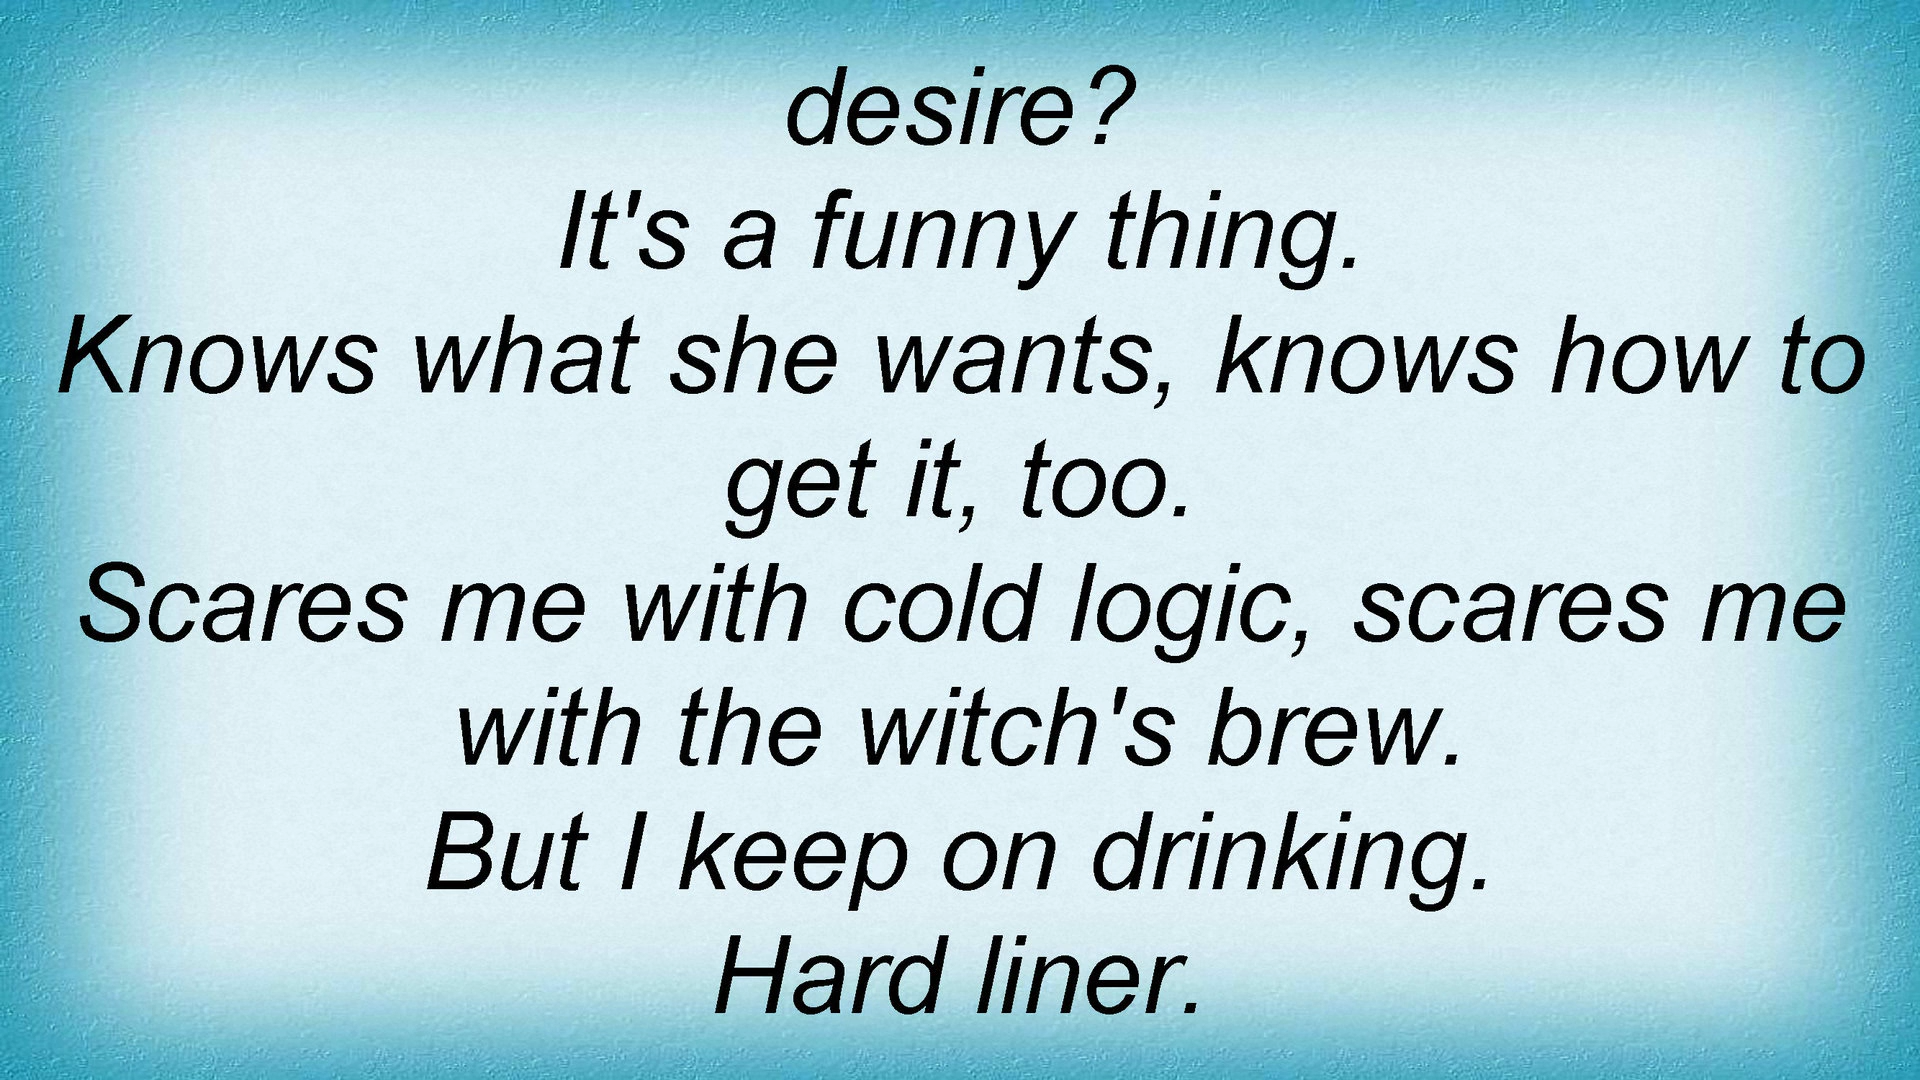 desire?
It's a funny thing.
Knows what she wants, knows how to
get it, too.
Scares me with cold logic, scares me
with the witch's brew.
But I keep on drinking.
Hard liner.